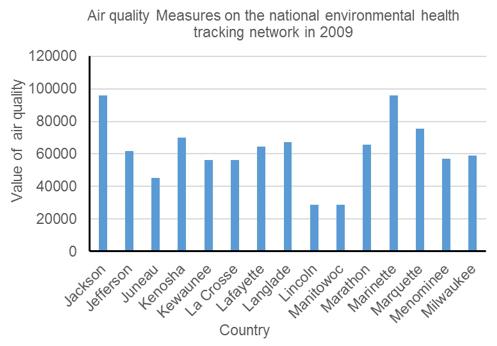 Air quality Measures on the national environmental health
tracking network in 2009
Value of air quality
120000
100000
80000
60000
40000
20000
0
Jackson
Jefferson
Juneau
Kenosha
Kewaunee
La Crosse
Lafayette
Langlade
Lincoln
Manitowoc
Marathon
Marinette
Marquette
Menominee
Milwaukee
Country